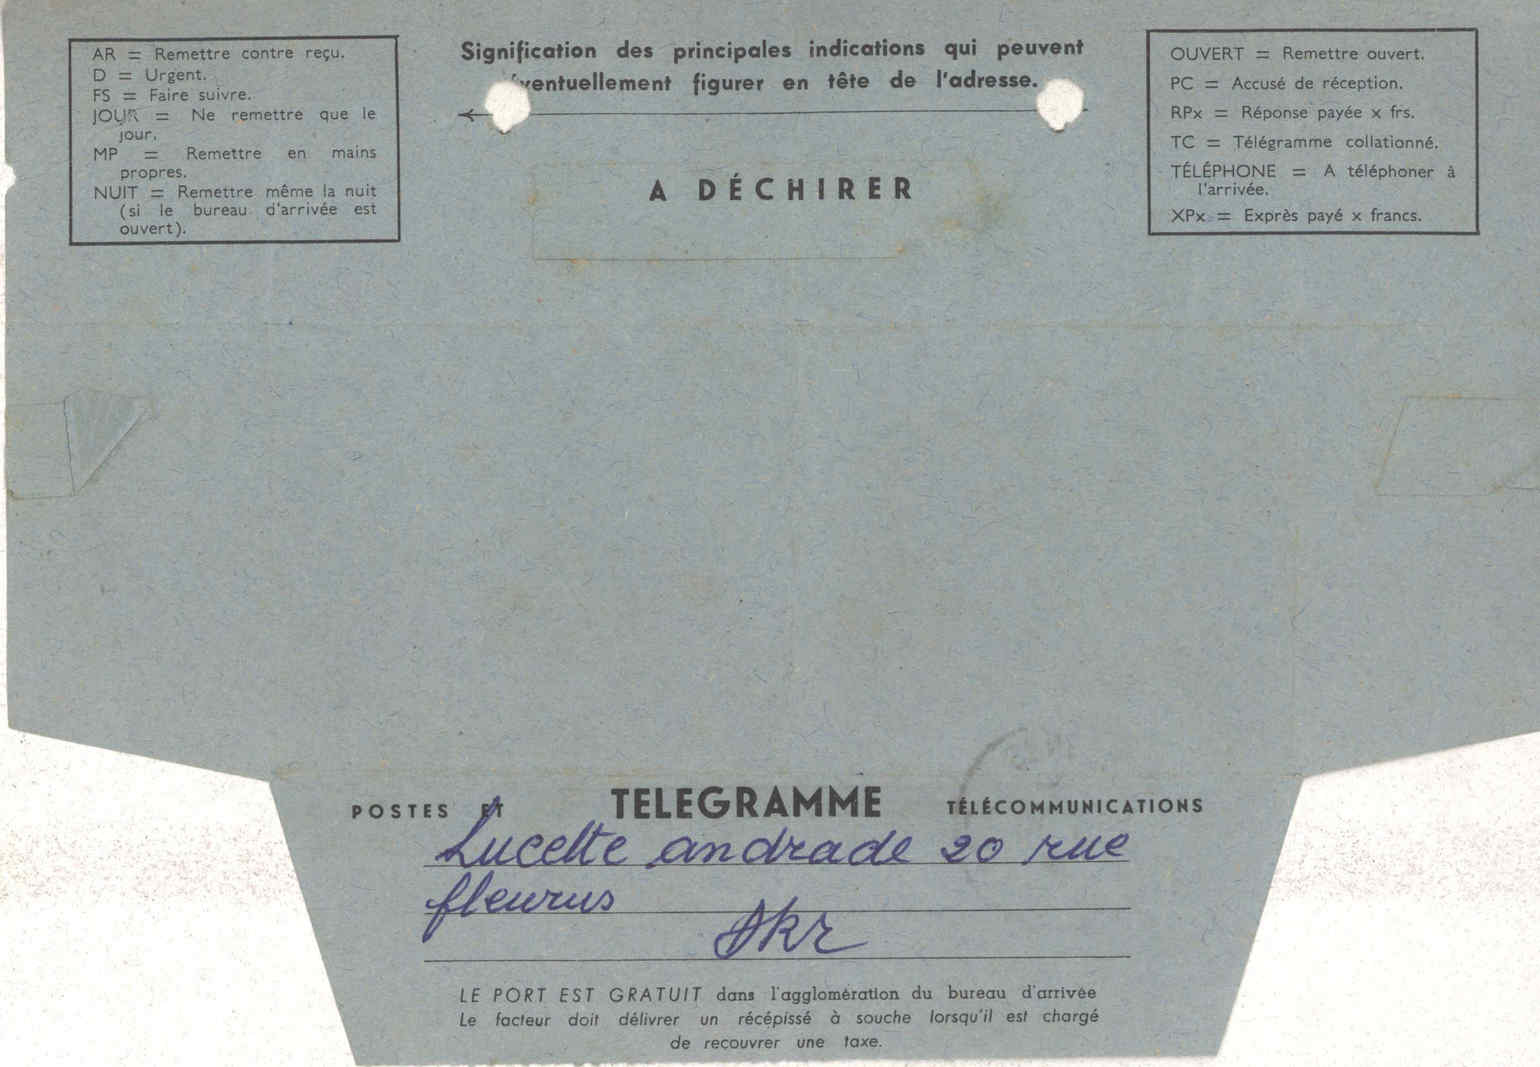 AR = Remettre contre reçu.
D = Urgent.
FS = Faire suivre.
JOUR = Ne remettre que le
jour.
MP = Remettre en mains
propres.
NUIT = Remettre même la nuit
(si le bureau d'arrivée est
ouvert).
Signification des principales indications qui peuvent
éventuellement figurer en tête de l'adresse.
A DÉCHIRER
OUVERT = Remettre ouvert.
PC = Accusé de réception.
RPx = Réponse payée x frs.
TC = Télégramme collationné.
TÉLÉPHONE = A téléphoner à
l'arrivée.
XPx = Exprès payé x francs.
POSTES ET TELEGRAMME TÉLÉCOMMUNICATIONS
Lucette andrade 20 rue
fleurus
Dkr
LE PORT EST GRATUIT dans l'agglomération du bureau d'arrivée
Le facteur doit délivrer un récépissé à souche lorsqu'il est chargé
de recouvrer une taxe.